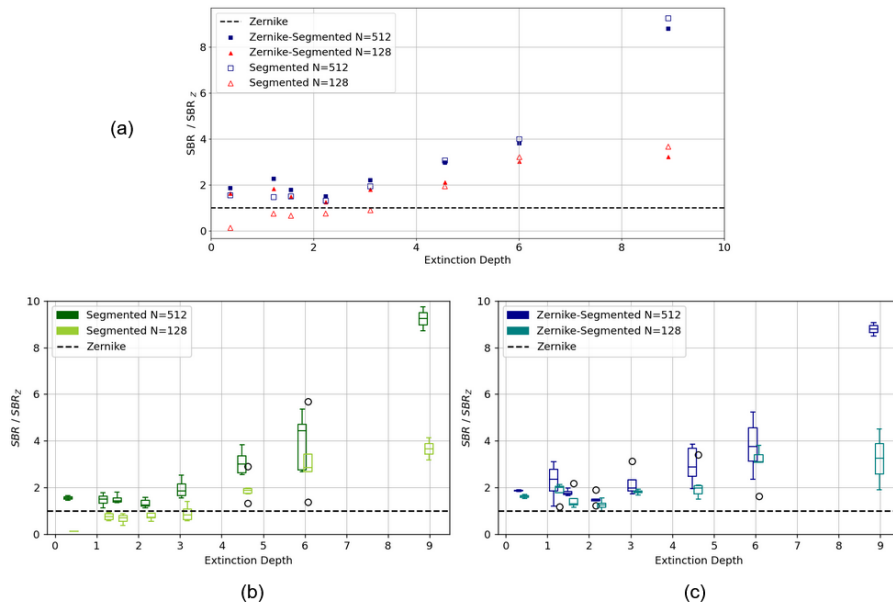 Zernike
Zernike-Segmented N=512
Zernike-Segmented N=128
Segmented N=512
Segmented N=128
SBR / SBR Z
8
6
4
2
0
0 2 4 6 8 10
Extinction Depth
(a)
Segmented N=512
Segmented N=128
Zernike
SBR / SBRZ
10
8
6
4
2
0
0 1 2 3 4 5 6 7 8 9
Extinction Depth
(b)
Zernike-Segmented N=512
Zernike-Segmented N=128
Zernike
SBR / SBRZ
10
8
6
4
2
0
0 1 2 3 4 5 6 7 8 9
Extinction Depth
(c)